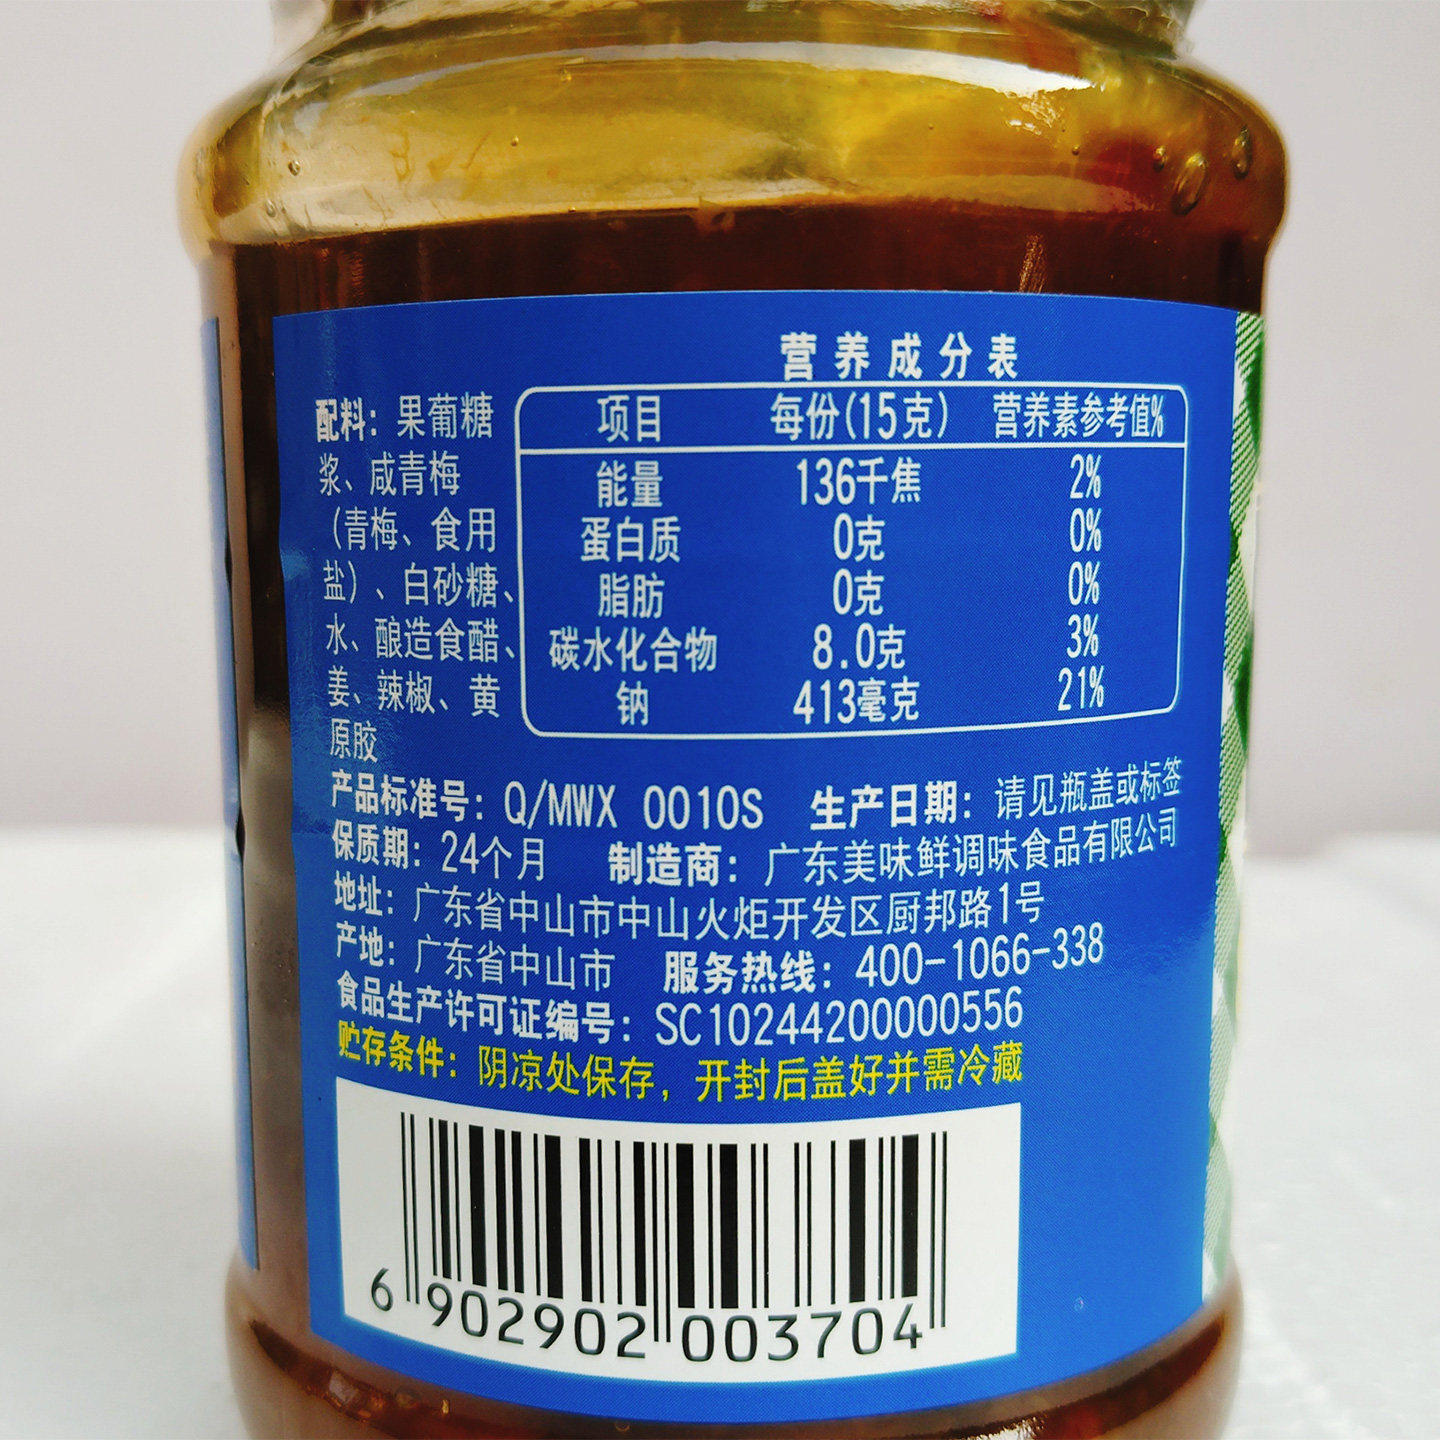 营养成分表
项目 每份(15克) 营养素参考值%
能量 136千焦 2%
蛋白质 0克 0%
脂肪 0克 0%
碳水化合物 8.0克 3%
钠 413毫克 21%
配料：果葡糖
浆、咸青梅
（青梅、食用
盐）、白砂糖、
水、酿造食醋、
姜、辣椒、黄
原胶
产品标准号：Q/MWX 0010S 生产日期：请见瓶盖或标签
保质期：24个月 制造商：广东美味鲜调味食品有限公司
地址：广东省中山市中山火炬开发区厨邦路1号
产地：广东省中山市 服务热线：400-1066-338
食品生产许可证编号：SC10244200000556
贮存条件：阴凉处保存，开封后盖好并需冷藏
6 902902 003704